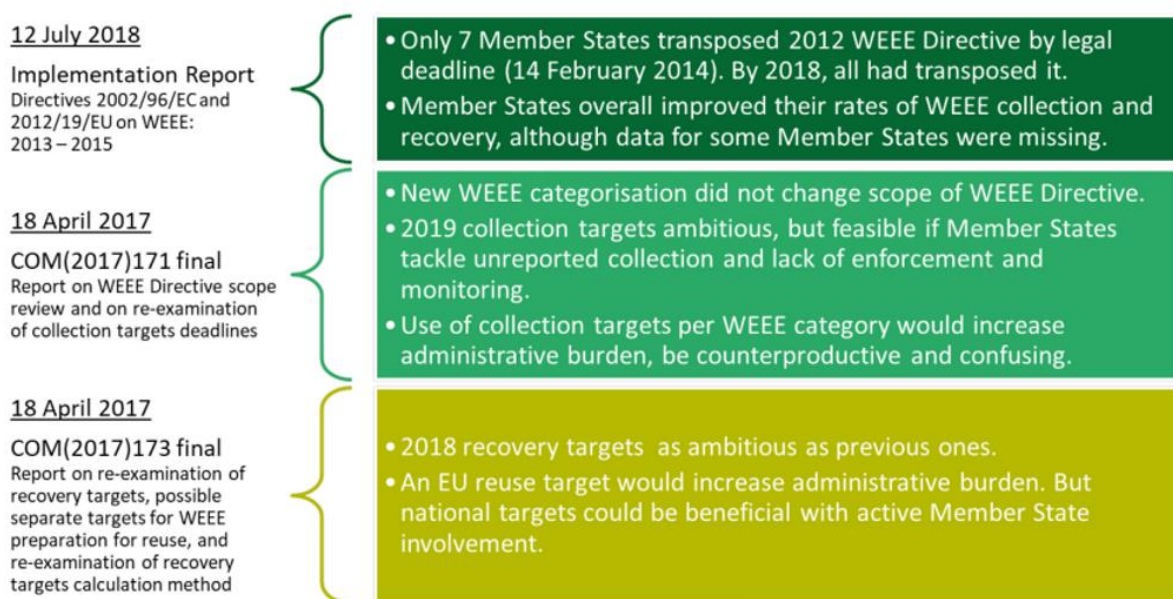 12 July 2018
Implementation Report
Directives 2002/96/EC and
2012/19/EU on WEEE:
2013 – 2015
• Only 7 Member States transposed 2012 WEEE Directive by legal
deadline (14 February 2014). By 2018, all had transposed it.
• Member States overall improved their rates of WEEE collection and
recovery, although data for some Member States were missing.
18 April 2017
COM(2017)171 final
Report on WEEE Directive scope
review and on re-examination
of collection targets deadlines
• New WEEE categorisation did not change scope of WEEE Directive.
• 2019 collection targets ambitious, but feasible if Member States
tackle unreported collection and lack of enforcement and
monitoring.
• Use of collection targets per WEEE category would increase
administrative burden, be counterproductive and confusing.
18 April 2017
COM(2017)173 final
Report on re-examination of
recovery targets, possible
separate targets for WEEE
preparation for reuse, and
re-examination of recovery
targets calculation method
• 2018 recovery targets as ambitious as previous ones.
• An EU reuse target would increase administrative burden. But
national targets could be beneficial with active Member State
involvement.